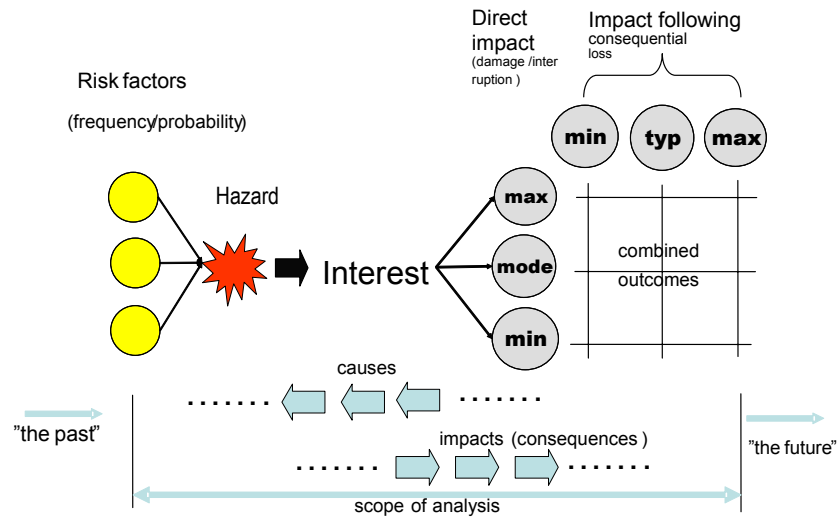 Risk factors
(frequency/probability)
Hazard
Interest
Direct
impact
(damage /inter
ruption )
Impact following
consequential
loss
min
typ
max
max
mode
min
combined
outcomes
causes
"the past"
impacts (consequences )
"the future"
scope of analysis